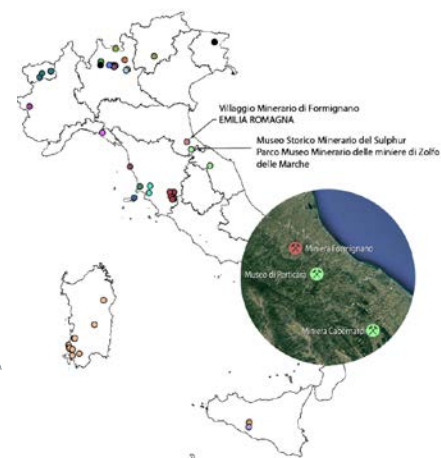 Villaggio Minerario di Formignano
EMILIA ROMAGNA
Museo Storico Minerario del Sulphur
Parco Museo Minerario delle miniere di Zolfo
delle Marche
Miniera Formignano
Museo di Perticara
Miniera Cabernardi